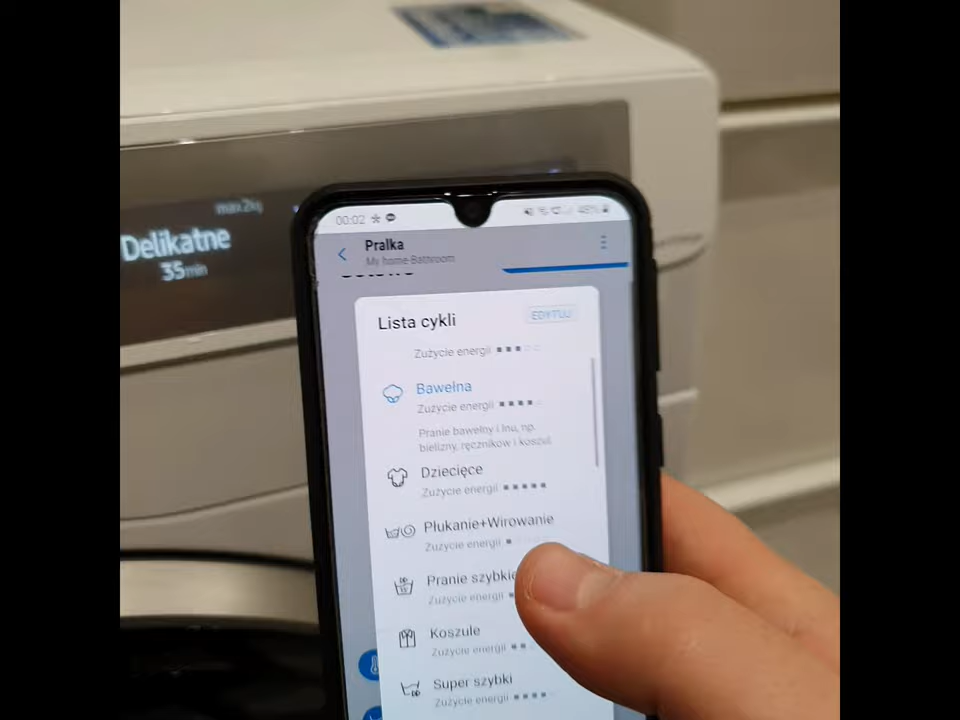 max2kg
Delikatne
35min
00:02
48%
Pralka
My home-Bathroom
Lista cykli
EDYTUJ
Zużycie energii
Bawełna
Zużycie energii
Pranie bawełny i lnu, np.
bielizny, ręczników i koszul.
Dziecięce
Zużycie energii
Płukanie+Wirowanie
Zużycie energii
Pranie szybkie
Zużycie energii
Koszule
Zużycie energii
Super szybki
Zużycie energii